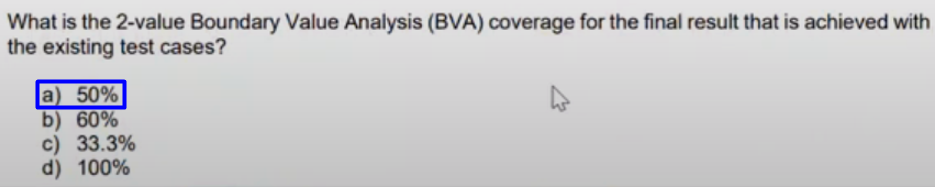 What is the 2-value Boundary Value Analysis (BVA) coverage for the final result that is achieved with
the existing test cases?
a) 50%
b) 60%
c) 33.3%
d) 100%